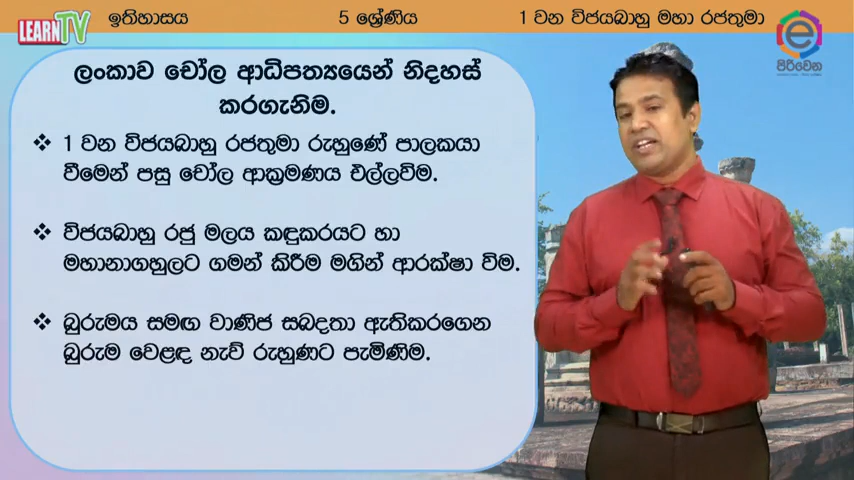 LEARN TV
ඉතිහාසය
5 ශ්‍රේණිය
1 වන විජයබාහු මහා රජතුමා
e
පිරිවෙන
ලංකාව චෝල ආධිපත්‍යයෙන් නිදහස්
කරගැනිම.
❖ 1 වන විජයබාහු රජතුමා රුහුණේ පාලකයා
වීමෙන් පසු චෝල ආක්‍රමණය එල්ලවිම.
❖ විජයබාහු රජු මලය කඳුකරයට හා
මහානාගහුලට ගමන් කිරීම මගින් ආරක්ෂා විම.
❖ බුරුමය සමඟ වාණිජ සබදතා ඇතිකරගෙන
බුරුම වෙළඳ නැව් රුහුණට පැමිණිම.